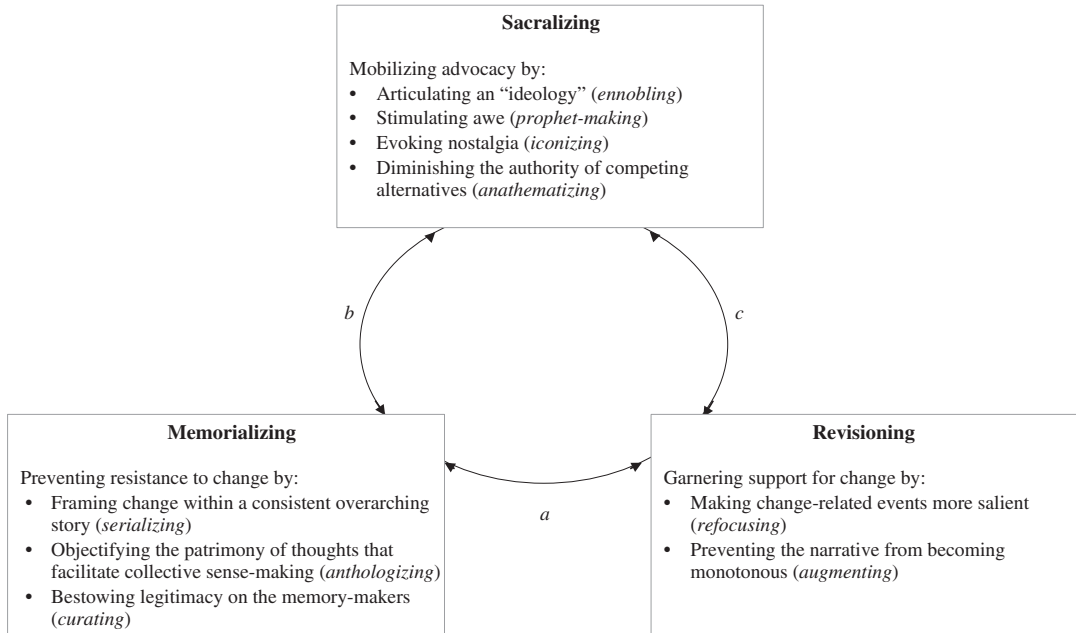 Sacralizing
Mobilizing advocacy by:
• Articulating an “ideology” (ennobling)
• Stimulating awe (prophet-making)
• Evoking nostalgia (iconizing)
• Diminishing the authority of competing
alternatives (anathematizing)
b
c
Memorializing
Preventing resistance to change by:
• Framing change within a consistent overarching
story (serializing)
• Objectifying the patrimony of thoughts that
facilitate collective sense-making (anthologizing)
• Bestowing legitimacy on the memory-makers
(curating)
a
Revisioning
Garnering support for change by:
• Making change-related events more salient
(refocusing)
• Preventing the narrative from becoming
monotonous (augmenting)